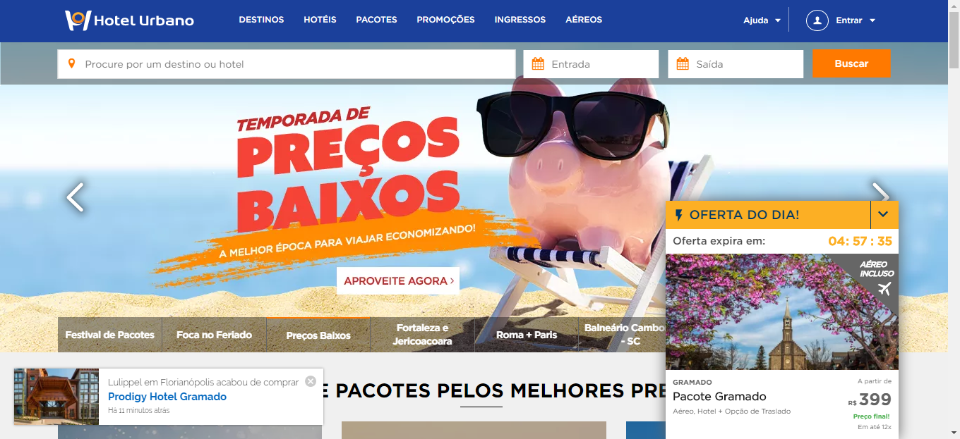 Hotel Urbano
DESTINOS HOTÉIS PACOTES PROMOÇÕES INGRESSOS AÉREOS
Ajuda Entrar
Procure por um destino ou hotel
Entrada
Saída
Buscar
TEMPORADA DE
PREÇOS
BAIXOS
A MELHOR ÉPOCA PARA VIAJAR ECONOMIZANDO!
APROVEITE AGORA >
OFERTA DO DIA!
Oferta expira em: 04: 57: 35
AÉREO
INCLUSO
Festival de Pacotes
Foca no Feriado
Preços Baixos
Fortaleza e
Jericoacoara
Roma + Paris
Balneário Cambo
- SC
Lulippel em Florianópolis acabou de comprar
Prodigy Hotel Gramado
Há 11 minutos atrás
E PACOTES PELOS MELHORES PRE
GRAMADO
Pacote Gramado
Aéreo, Hotel + Opção de Traslado
A partir de
R$ 399
Preço final!
Em até 12x